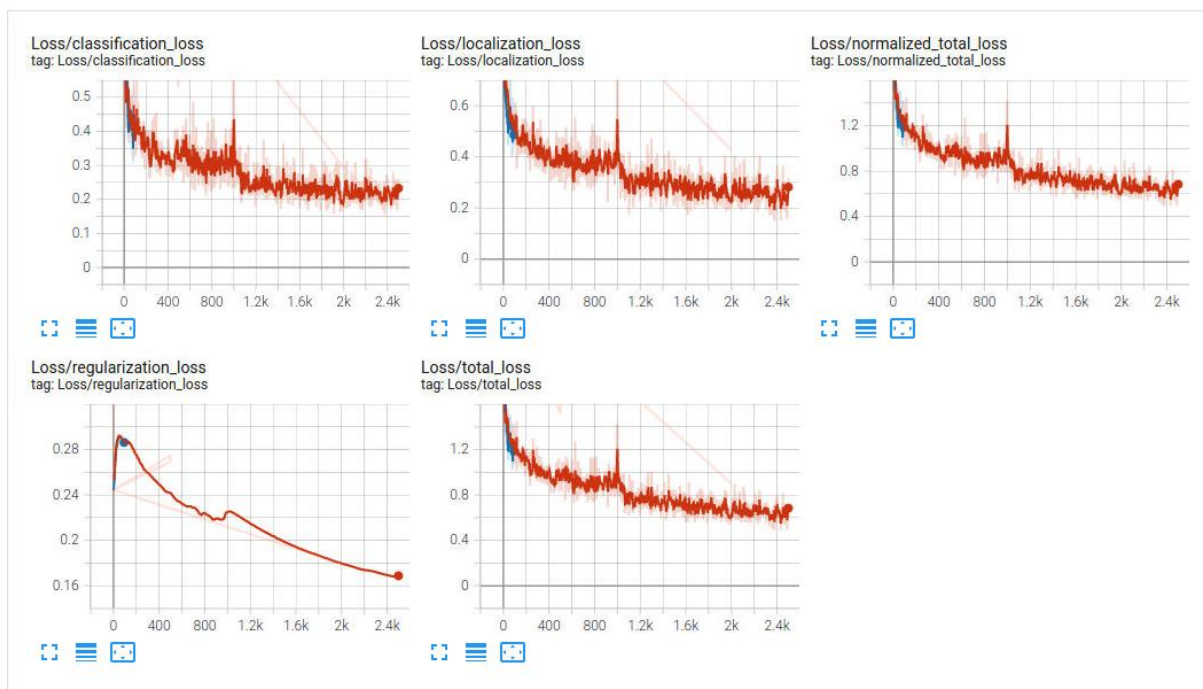 Loss/classification_loss
tag: Loss/classification_loss
0.5
0.4
0.3
0.2
0.1
0
0 400 800 1.2k 1.6k 2k 2.4k
Loss/localization_loss
tag: Loss/localization_loss
0.6
0.4
0.2
0
0 400 800 1.2k 1.6k 2k 2.4k
Loss/normalized_total_loss
tag: Loss/normalized_total_loss
1.2
0.8
0.4
0
0 400 800 1.2k 1.6k 2k 2.4k
Loss/regularization_loss
tag: Loss/regularization_loss
0.28
0.24
0.2
0.16
0 400 800 1.2k 1.6k 2k 2.4k
Loss/total_loss
tag: Loss/total_loss
1.2
0.8
0.4
0
0 400 800 1.2k 1.6k 2k 2.4k